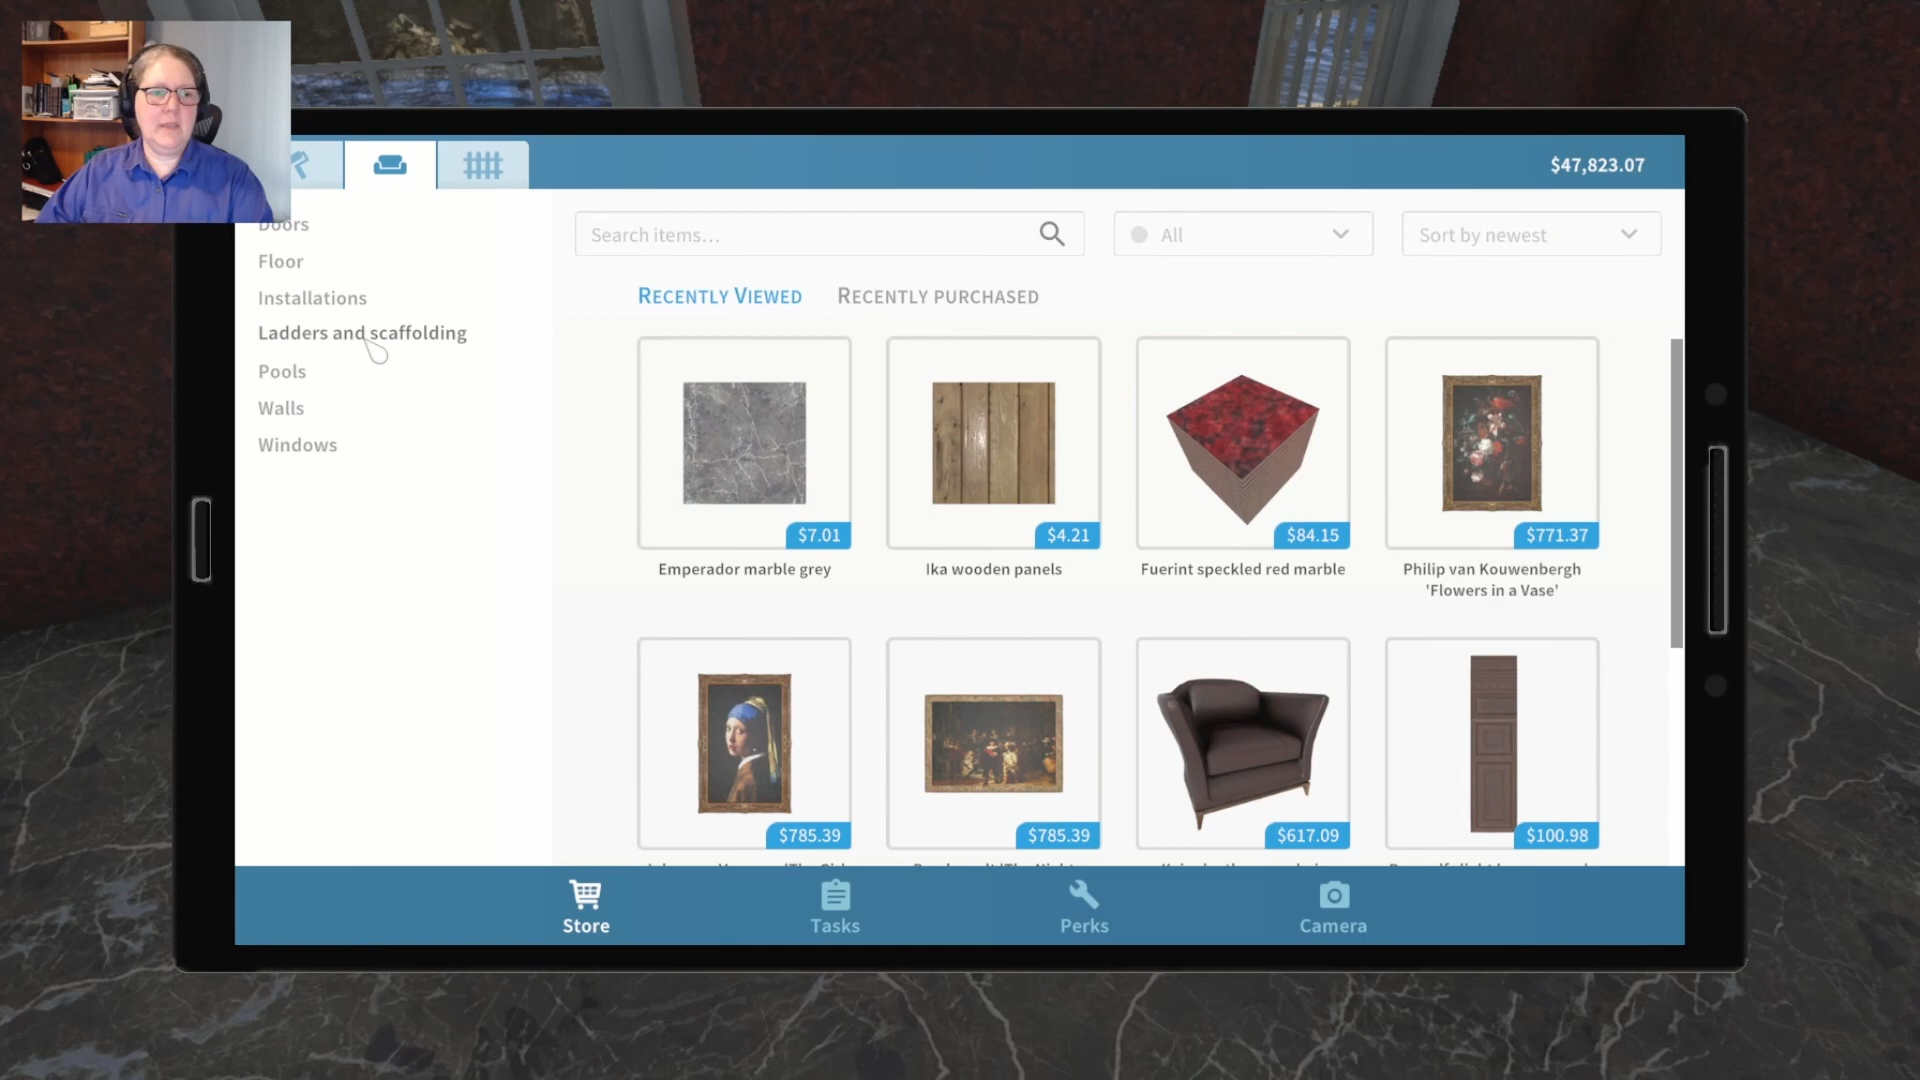 $47,823.07
Doors
Floor
Installations
Ladders and scaffolding
Pools
Walls
Windows
Search items...
All
Sort by newest
RECENTLY VIEWED
RECENTLY PURCHASED
$7.01
$4.21
$84.15
$771.37
Emperador marble grey
Ika wooden panels
Fuerint speckled red marble
Philip van Kouwenbergh
'Flowers in a Vase'
$785.39
$785.39
$617.09
$100.98
Store
Tasks
Perks
Camera